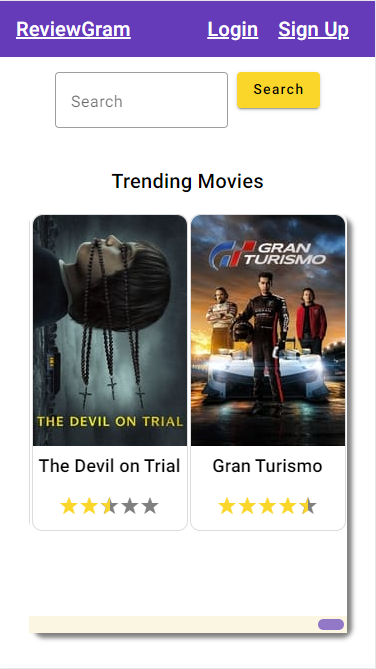 ReviewGram Login Sign Up
Search Search
Trending Movies
GRAN
TURISMO
THE DEVIL ON TRIAL
The Devil on Trial Gran Turismo